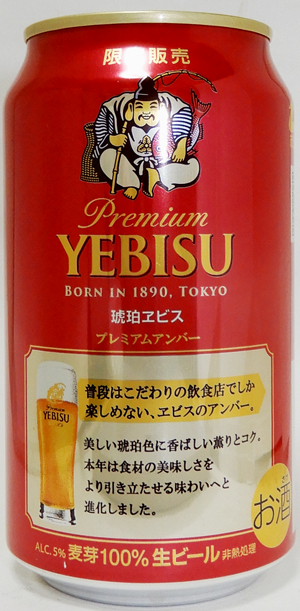 限定販売
Premium
YEBISU
BORN IN 1890, TOKYO
琥珀ヱビス
プレミアムアンバー
Premium
YEBISU
普段はこだわりの飲食店でしか
楽しめない、ヱビスのアンバー。
美しい琥珀色に香ばしい薫りとコク。
本年は食材の美味しさを
より引き立たせる味わいへと
進化しました。
お酒
ALC. 5% 麦芽100% 生ビール 非熱処理